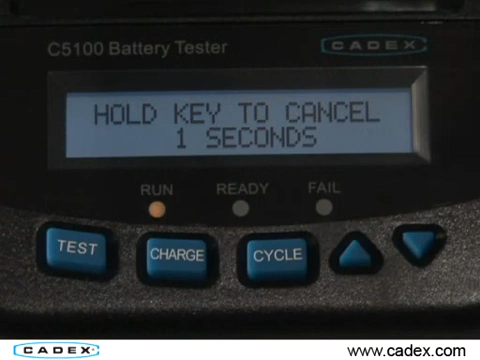 C5100 Battery Tester CADEX
HOLD KEY TO CANCEL
1 SECONDS
RUN READY FAIL
TEST CHARGE CYCLE
CADEX www.cadex.com